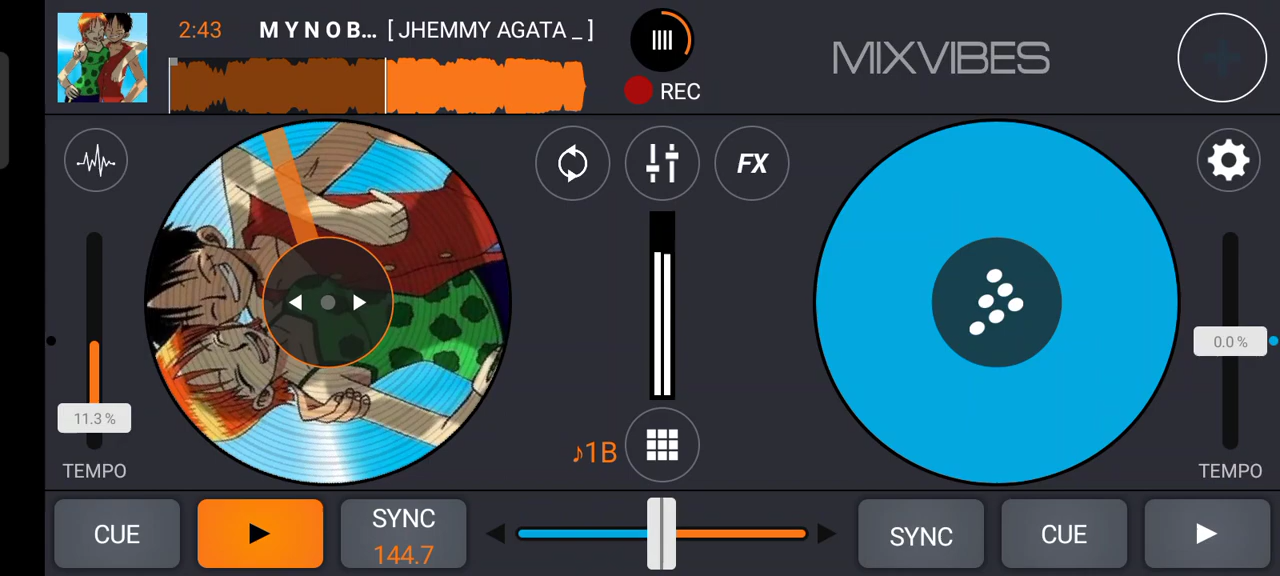 2:43 M Y N O B... [ JHEMMY AGATA _ ]
REC
MIXVIBES
FX
11.3 %
0.0 %
♪1B
TEMPO
TEMPO
CUE
SYNC
144.7
SYNC
CUE